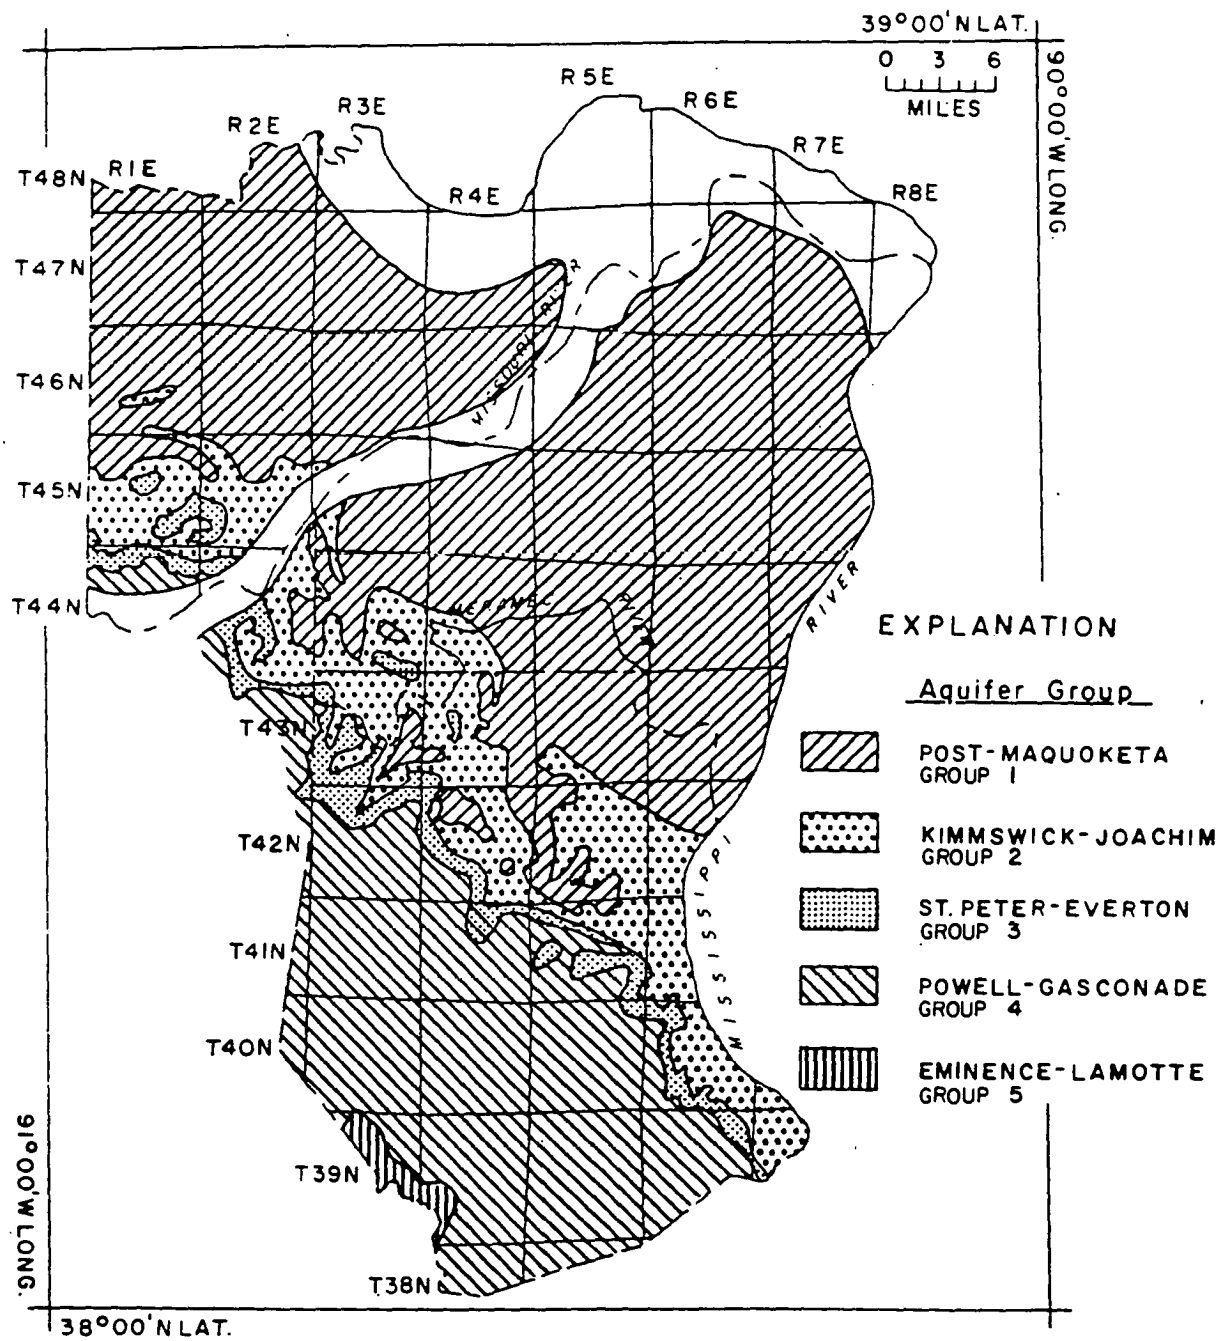 39°00'N LAT.
90°00'W LONG.
0 3 6
MILES
R5E
R6E
R3E
R2E
R7E
R1E
T48N
R4E
R8E
T47N
MISSOURI RIVER
T46N
T45N
T44N
MERAMEC RIVER
RIVER
MISSISSIPPI
T43N
T42N
T41N
T40N
T39N
T38N
EXPLANATION
Aquifer Group
POST-MAQUOKETA
GROUP 1
KIMMSWICK-JOACHIM
GROUP 2
ST. PETER-EVERTON
GROUP 3
POWELL-GASCONADE
GROUP 4
EMINENCE-LAMOTTE
GROUP 5
91°00'W LONG.
38°00'N LAT.